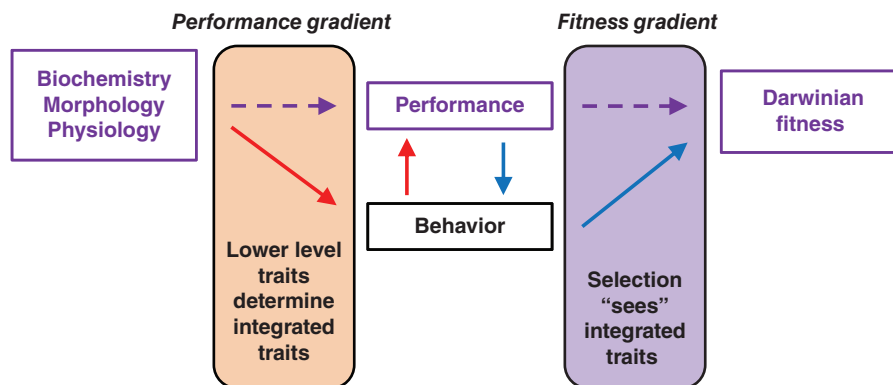 Performance gradient
Fitness gradient
Biochemistry
Morphology
Physiology
Performance
Darwinian
fitness
Behavior
Lower level
traits
determine
integrated
traits
Selection
“sees”
integrated
traits